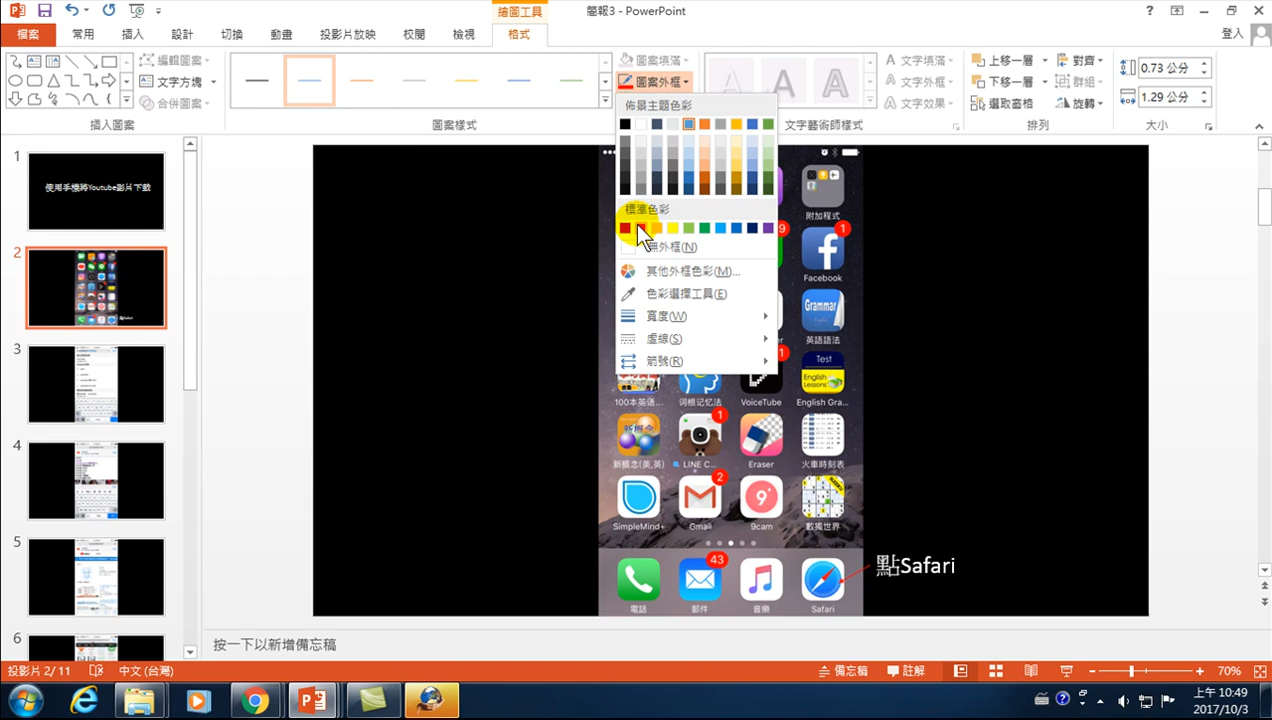 繪圖工具
簡報3 - PowerPoint
?
檔案
常用
插入
設計
切換
動畫
投影片放映
校閱
檢視
格式
登入
編輯圖案
文字方塊
合併圖案
插入圖案
圖案樣式
圖案填滿
圖案外框
文字填滿
文字外框
文字效果
文字藝術師樣式
上移一層
下移一層
選取窗格
對齊
群組
旋轉
排列
0.73 公分
1.29 公分
大小
佈景主題色彩
標準色彩
無外框(N)
其他外框色彩(M)...
色彩選擇工具(E)
寬度(W)
虛線(S)
箭號(R)
1
使用手機將Youtube影片下載
2
3
4
5
6
附加程式
1
Facebook
Grammar
英語語法
1
100本英语...
词根记忆法
VoiceTube
Test
English Lessons
English Gra...
新概念(美,英)
1
LINE C...
Eraser
火車時刻表
SimpleMind+
2
Gmail
9cam
數獨世界
電話
43
郵件
音樂
Safari
點Safari
按一下以新增備忘稿
投影片 2/ 11
中文 (台灣)
備忘稿
註解
70%
上午 10:49
2017/10/3